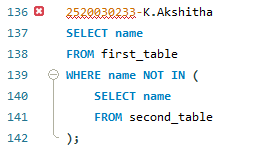 136 2520030233-K.Akshitha
137 SELECT name
138 FROM first_table
139 WHERE name NOT IN (
140 SELECT name
141 FROM second_table
142 );